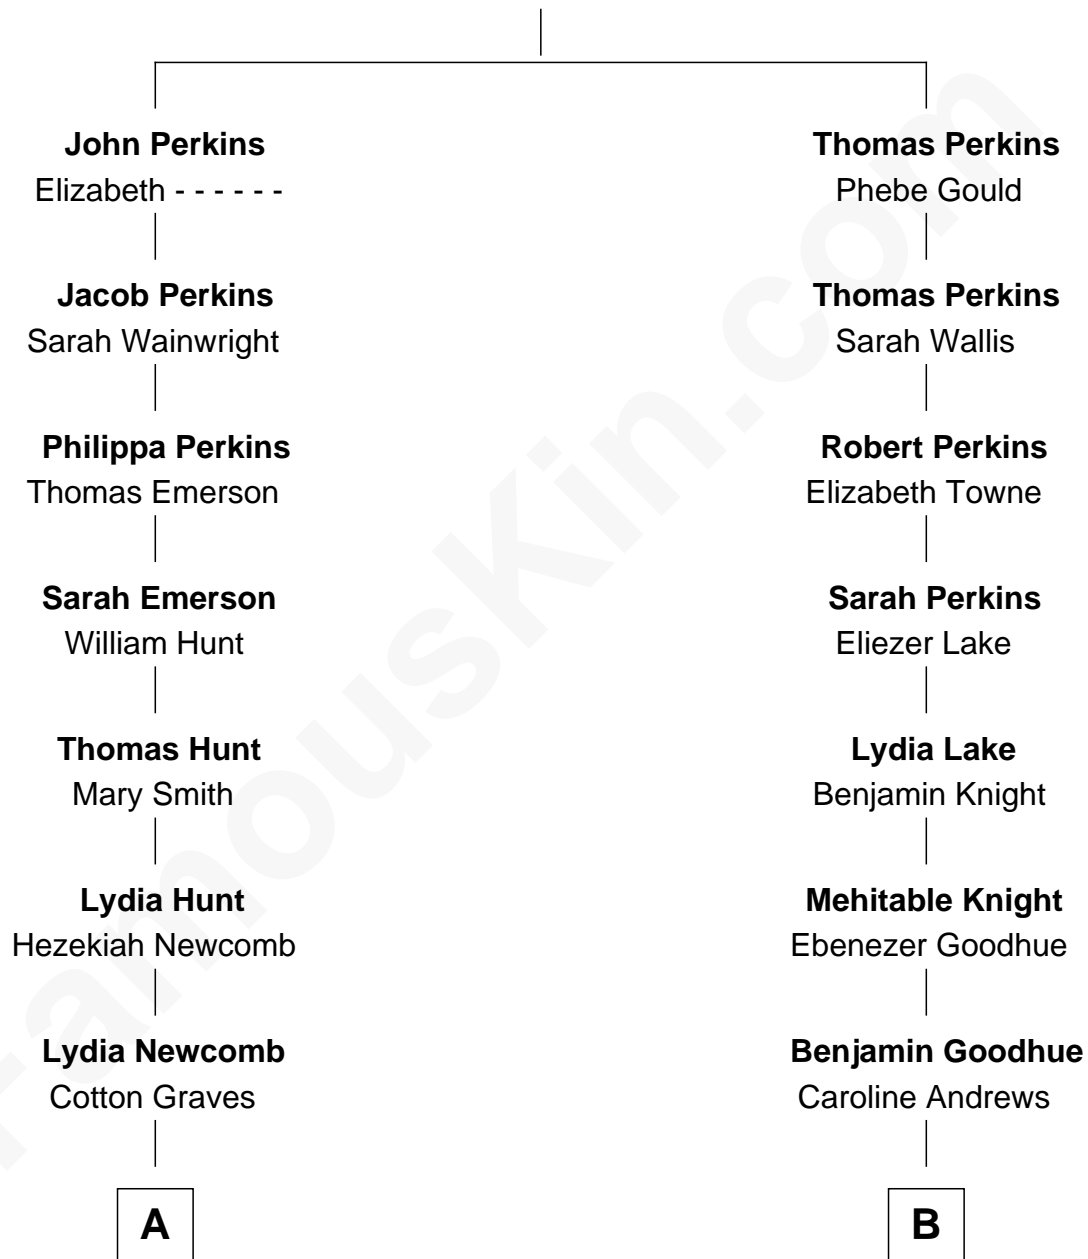 John Perkins
Elizabeth - - - - - -
Jacob Perkins
Sarah Wainwright
Philippa Perkins
Thomas Emerson
Sarah Emerson
William Hunt
Thomas Hunt
Mary Smith
Lydia Hunt
Hezekiah Newcomb
Lydia Newcomb
Cotton Graves
A
Thomas Perkins
Phebe Gould
Thomas Perkins
Sarah Wallis
Robert Perkins
Elizabeth Towne
Sarah Perkins
Eliezer Lake
Lydia Lake
Benjamin Knight
Mehitable Knight
Ebenezer Goodhue
Benjamin Goodhue
Caroline Andrews
B
FamousKin.com